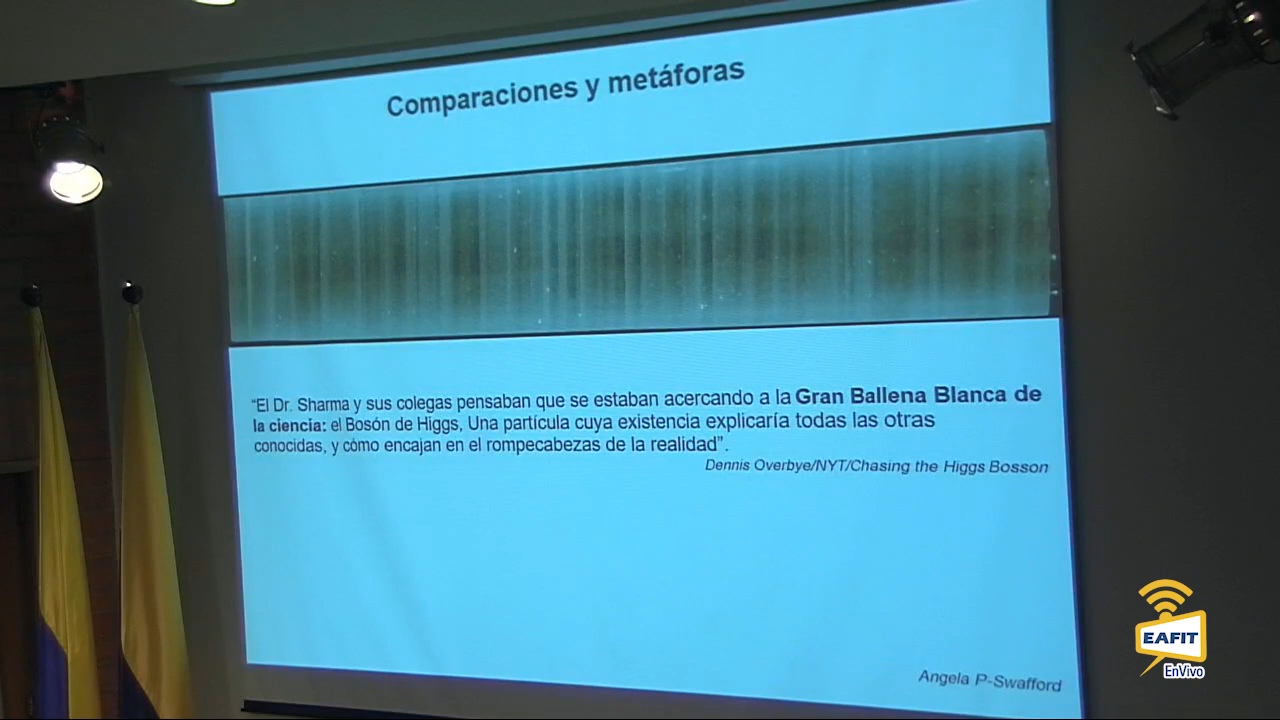 Comparaciones y metáforas
“El Dr. Sharma y sus colegas pensaban que se estaban acercando a la Gran Ballena Blanca de
la ciencia: el Bosón de Higgs, Una partícula cuya existencia explicaría todas las otras
conocidas, y cómo encajan en el rompecabezas de la realidad”.
Dennis Overbye/NYT/Chasing the Higgs Bosson
Angela P-Swafford
EAFIT
EnVivo